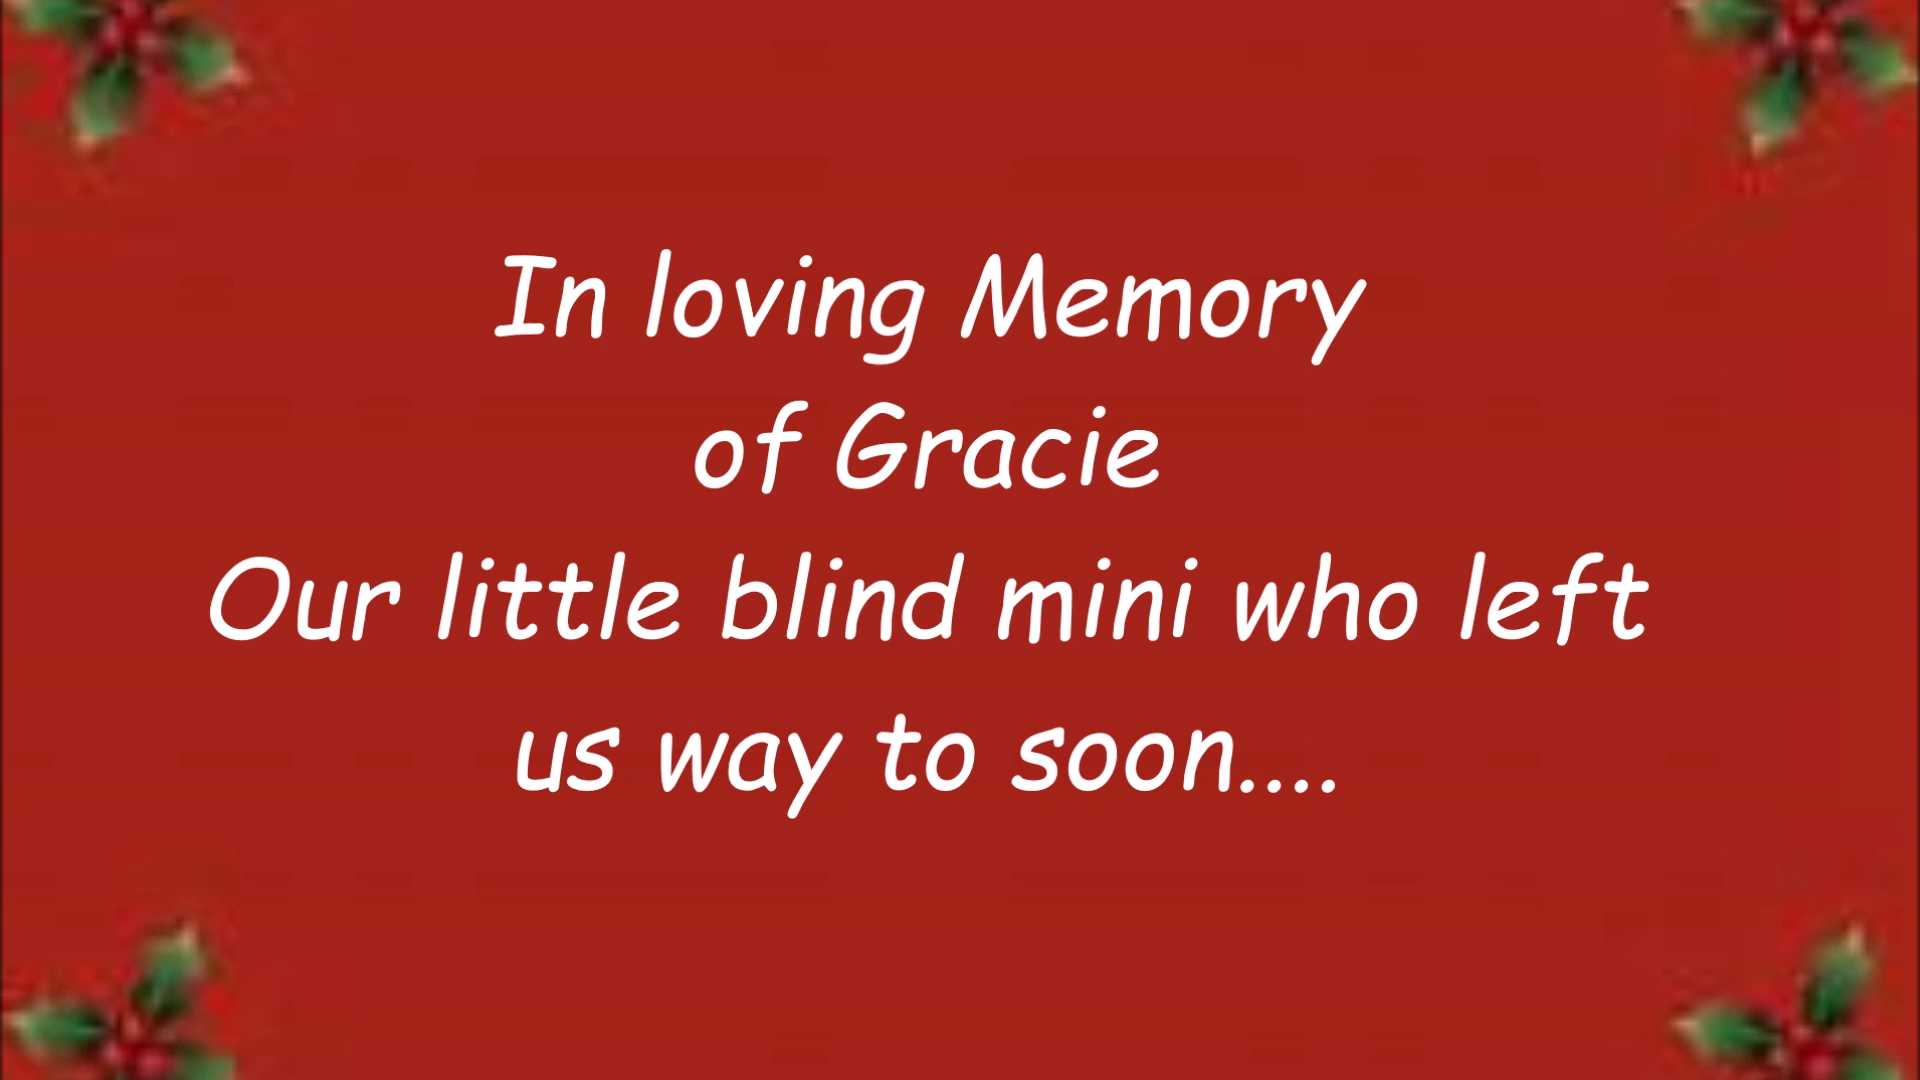 In loving Memory
of Gracie
Our little blind mini who left
us way to soon....